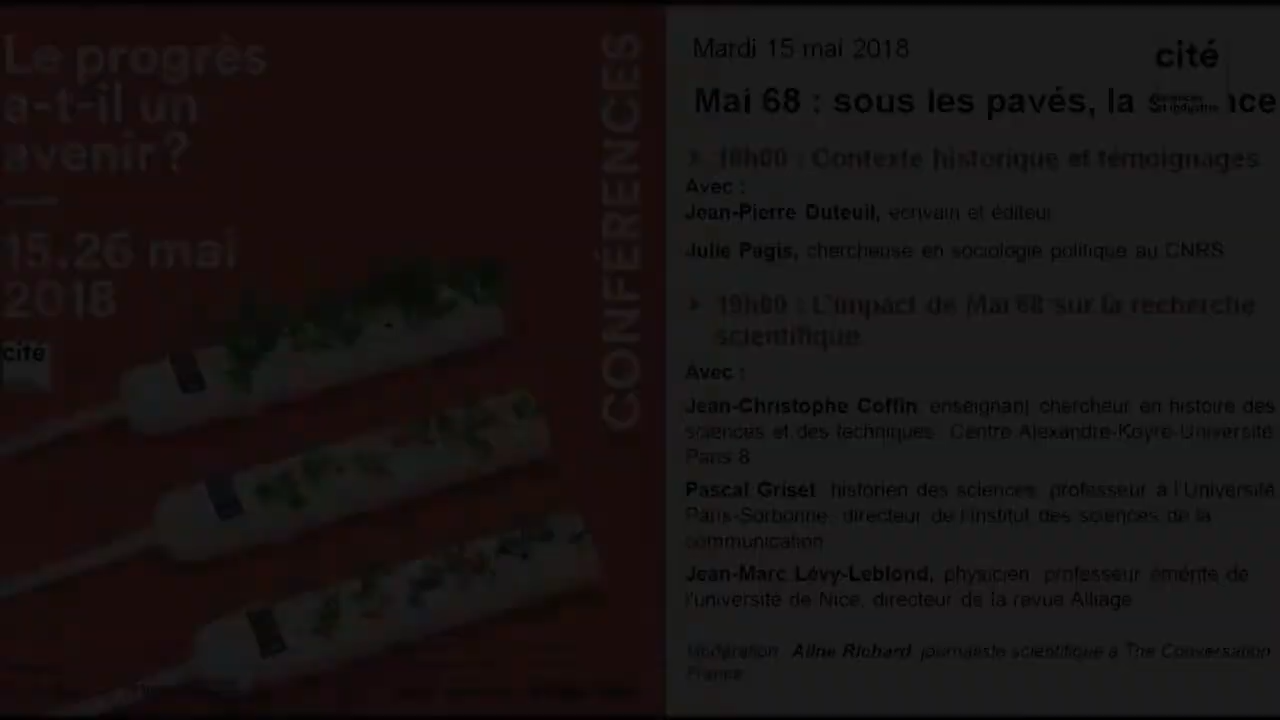 Le progrès
a-t-il un
avenir?
15.26 mai
2018
cité
CONFÉRENCES
Mardi 15 mai 2018
cité
Mai 68 : sous les pavés, la
sciences
et industrie
18h00 : Contexte historique et témoignages
Avec :
Jean-Pierre Duteuil, écrivain et éditeur
Julie Pagis, chercheuse en sociologie politique au CNRS
19h00 : L'impact de Mai 68 sur la recherche
scientifique
Avec :
Jean-Christophe Coffin, enseignant chercheur en histoire des
sciences et des techniques, Centre Alexandre-Koyré-Université-
Paris 8
Pascal Griset, historien des sciences, professeur à l'Université
Paris-Sorbonne, directeur de l'institut des sciences de la
communication
Jean-Marc Lévy-Leblond, physicien, professeur émérite de
l'université de Nice, directeur de la revue Alliage
Modération : Aline Richard, journaliste scientifique à The Conversation
France